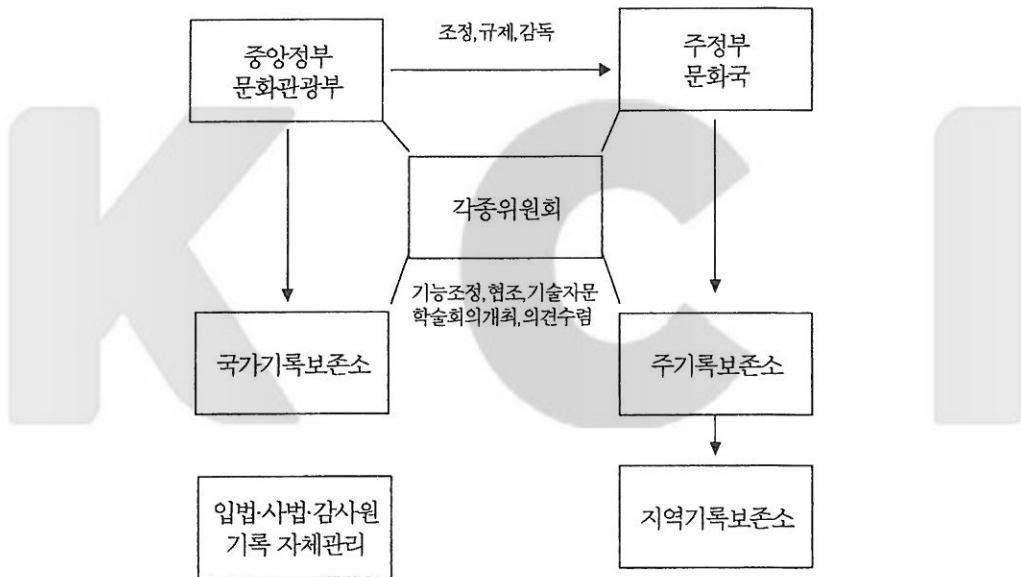 조정,규제,감독
중앙정부
문화관광부
주정부
문화국
각종위원회
기능조정,협조,기술자문
학술회의개최,의견수렴
국가기록보존소
주기록보존소
입법·사법·감사원
기록 자체관리
지역기록보존소
KCI